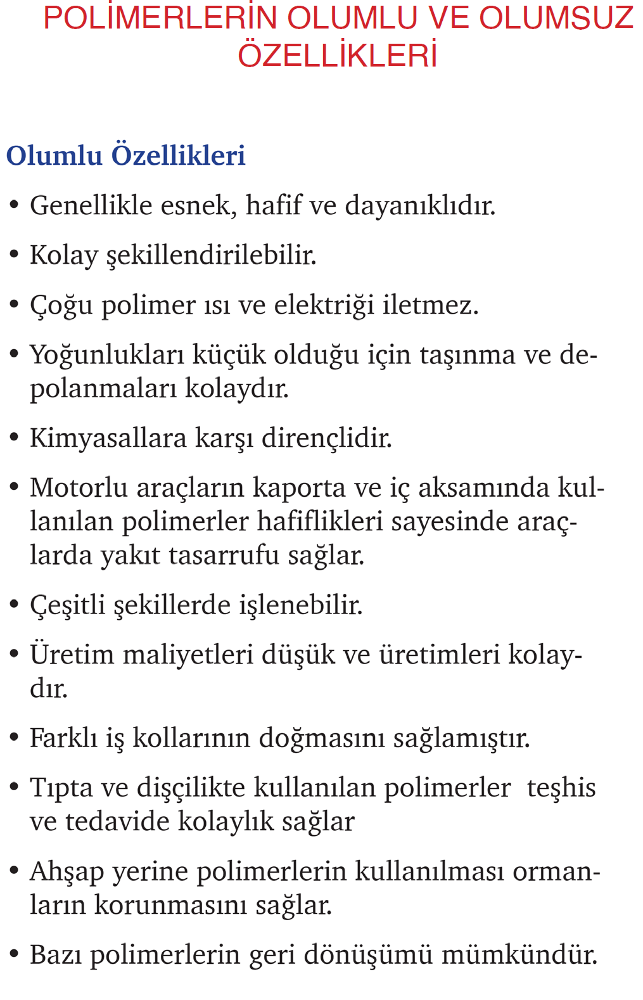 POLİMERLERİN OLUMLU VE OLUMSUZ
ÖZELLİKLERİ
Olumlu Özellikleri
• Genellikle esnek, hafif ve dayanıklıdır.
• Kolay şekillendirilebilir.
• Çoğu polimer ısı ve elektriği iletmez.
• Yoğunlukları küçük olduğu için taşınma ve de-
polanmaları kolaydır.
• Kimyasallara karşı dirençlidir.
• Motorlu araçların kaporta ve iç aksamında kul-
lanılan polimerler hafiflikleri sayesinde araç-
larda yakıt tasarrufu sağlar.
• Çeşitli şekillerde işlenebilir.
• Üretim maliyetleri düşük ve üretimleri kolay-
dır.
• Farklı iş kollarının doğmasını sağlamıştır.
• Tıpta ve dişçilikte kullanılan polimerler  teşhis
ve tedavide kolaylık sağlar
• Ahşap yerine polimerlerin kullanılması orman-
ların korunmasını sağlar.
• Bazı polimerlerin geri dönüşümü mümkündür.